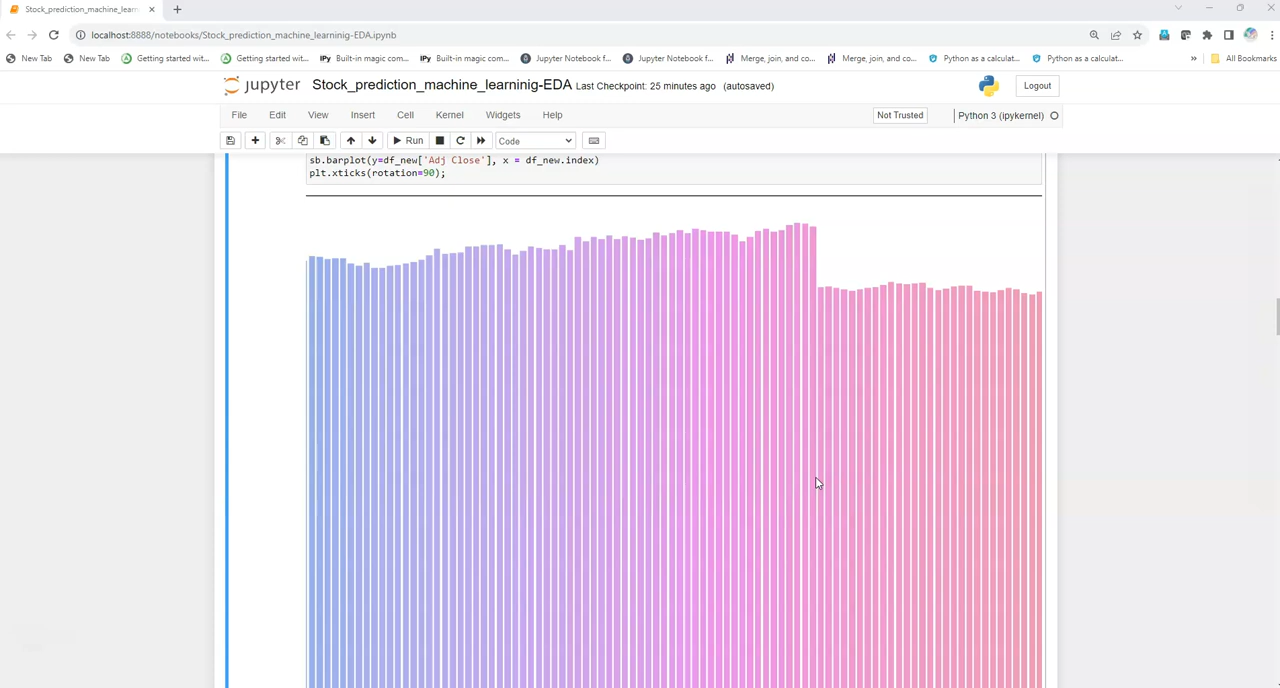 Stock_prediction_machine_learn
localhost:8888/notebooks/Stock_prediction_machine_learninig-EDA.ipynb
New Tab New Tab Getting started wit... Getting started wit... IPy Built-in magic com... IPy Built-in magic com... Jupyter Notebook f... Jupyter Notebook f... Merge, join, and co... Merge, join, and co... Python as a calculat... Python as a calculat... » All Bookmarks
jupyter Stock_prediction_machine_learninig-EDA Last Checkpoint: 25 minutes ago (autosaved) Logout
File Edit View Insert Cell Kernel Widgets Help Not Trusted Python 3 (ipykernel)
Run Code
sb.barplot(y=df_new['Adj Close'], x = df_new.index)
plt.xticks(rotation=90);